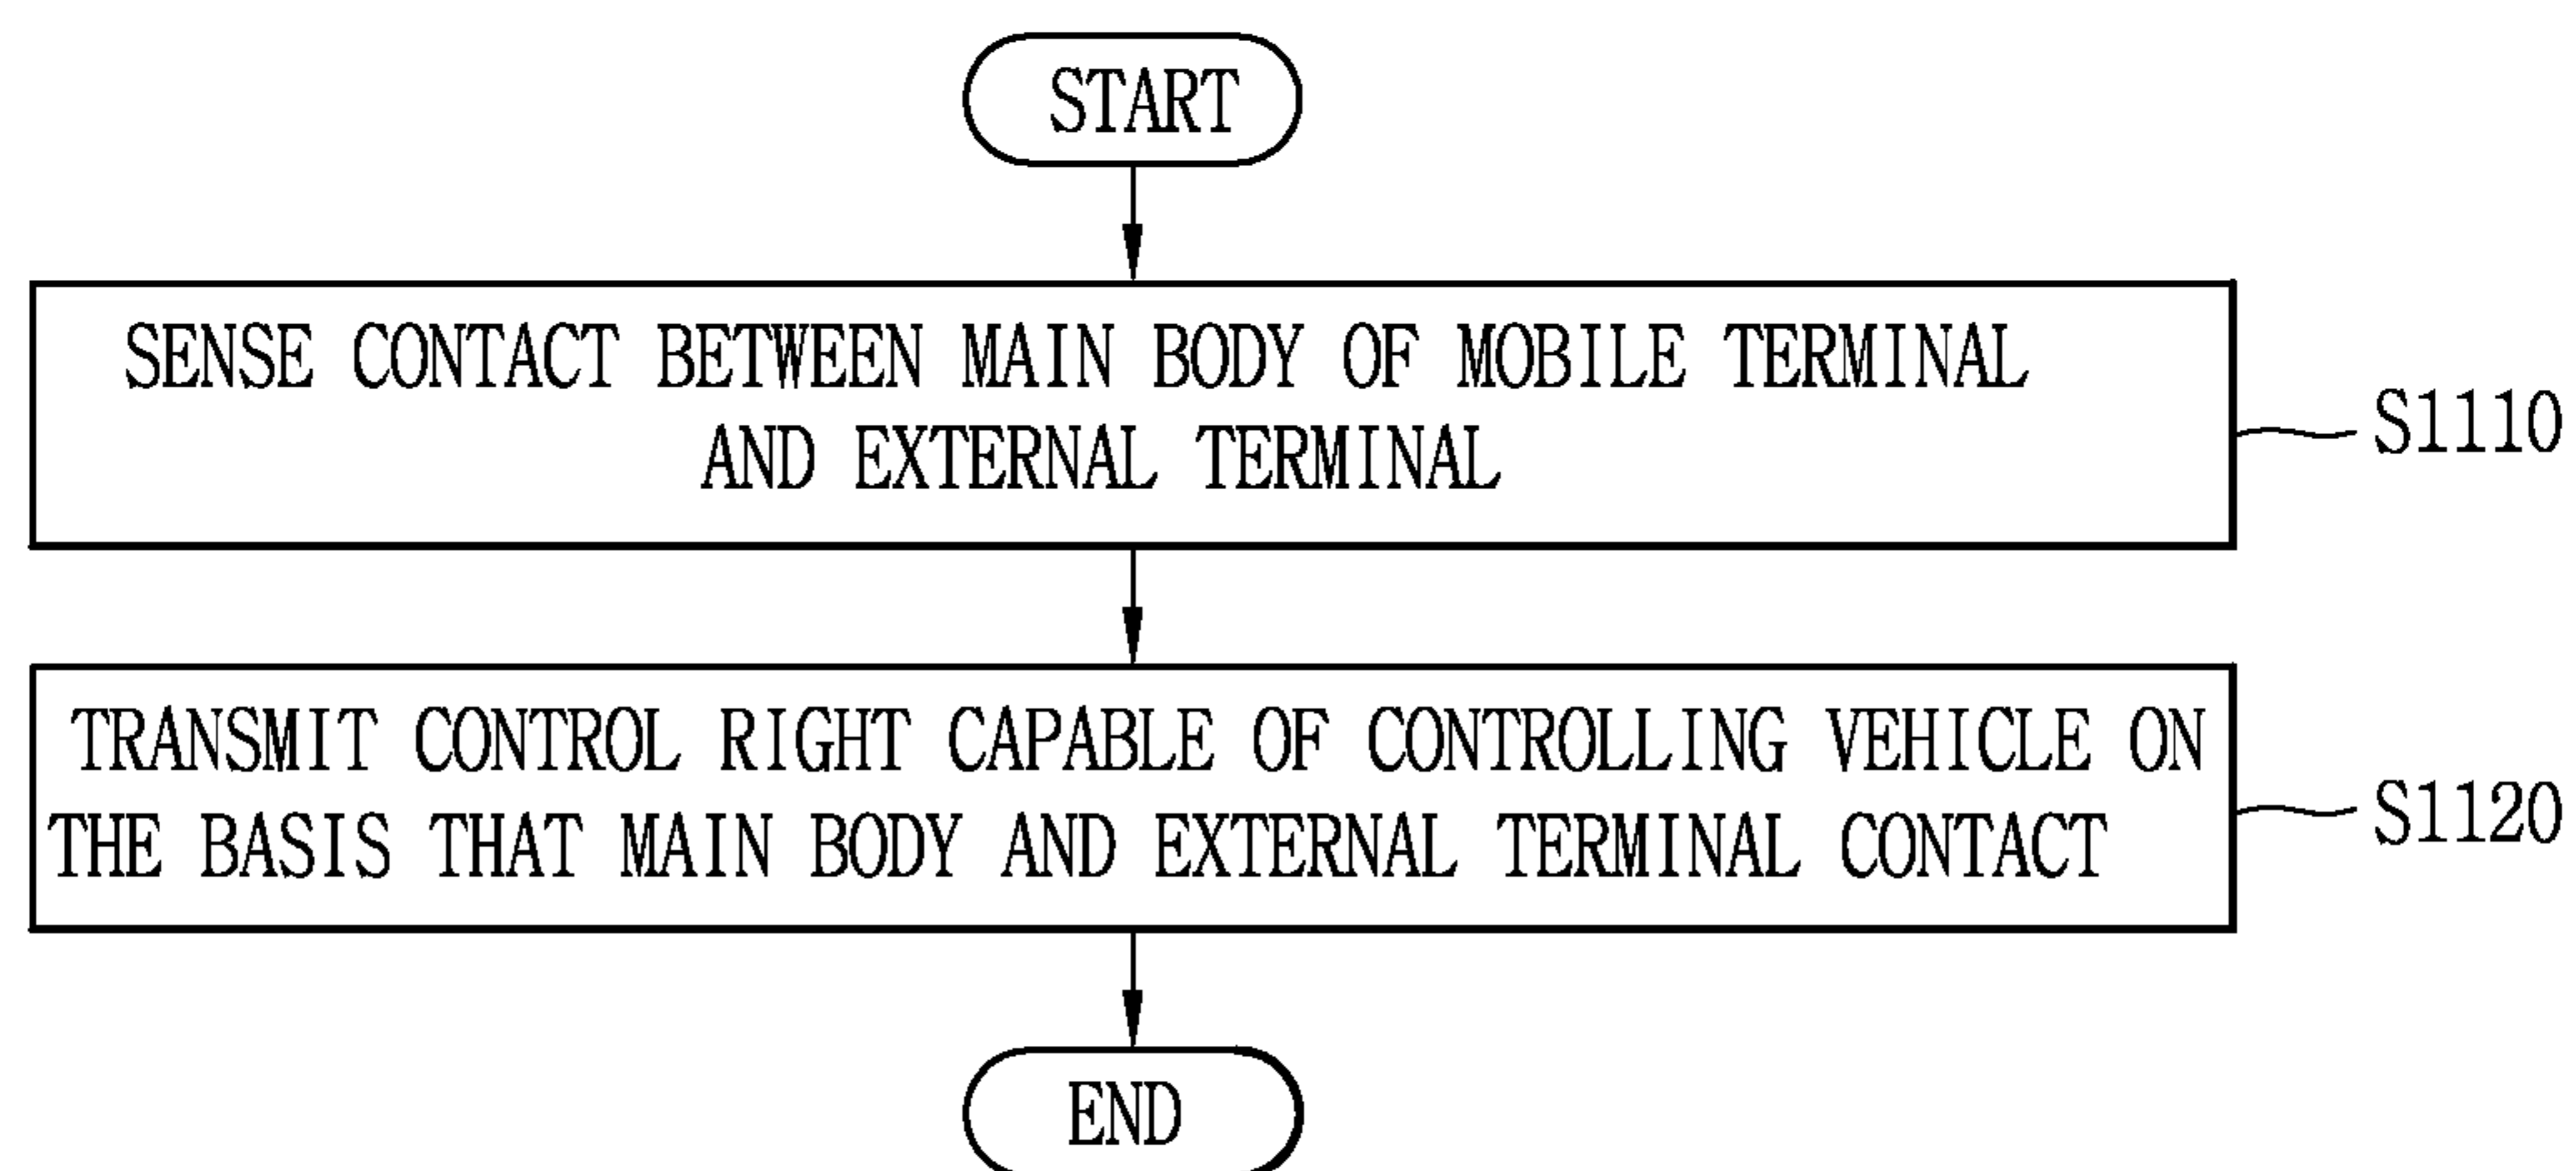 START
SENSE CONTACT BETWEEN MAIN BODY OF MOBILE TERMINAL
AND EXTERNAL TERMINAL
S1110
TRANSMIT CONTROL RIGHT CAPABLE OF CONTROLLING VEHICLE ON
THE BASIS THAT MAIN BODY AND EXTERNAL TERMINAL CONTACT
S1120
END